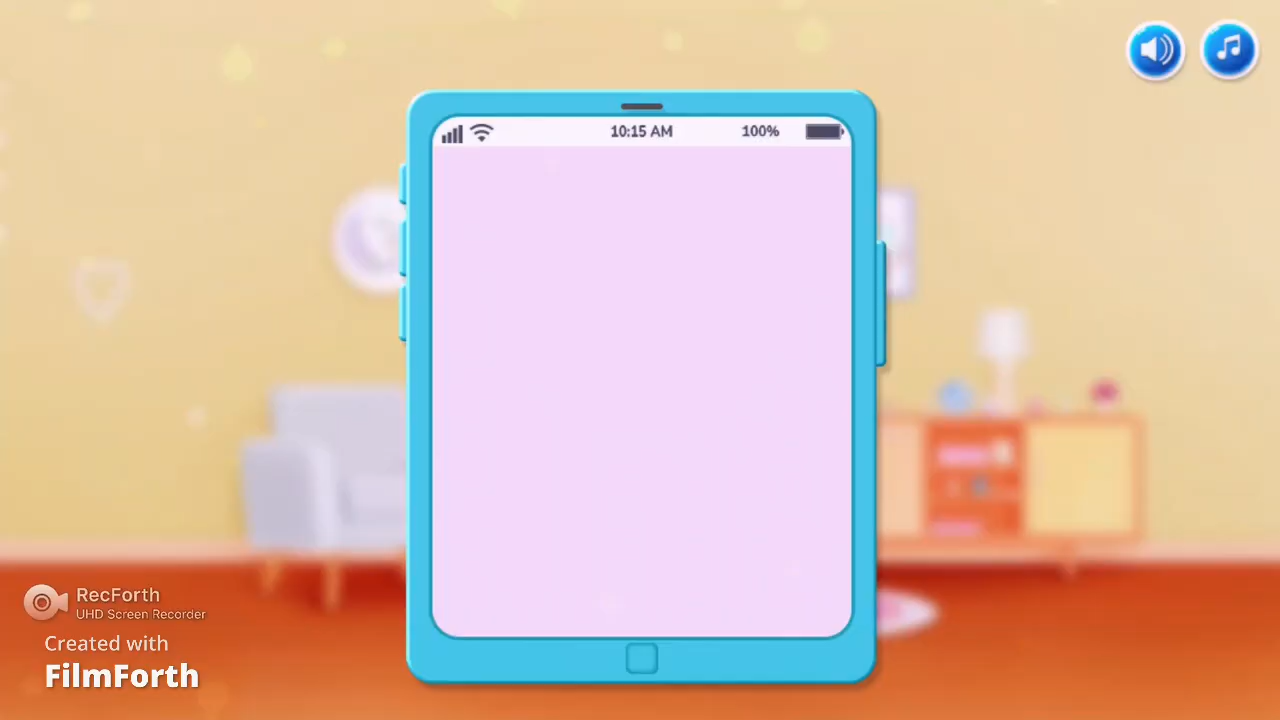 10:15 AM 100%
RecForth
UHD Screen Recorder
Created with
FilmForth